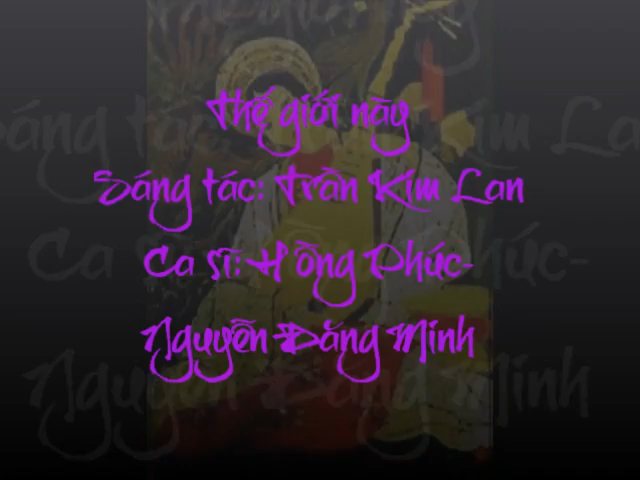 Thế giới này
Sáng tác: Trần Kim Lan
Ca sĩ: Hồng Phúc-
Nguyễn Đăng Minh